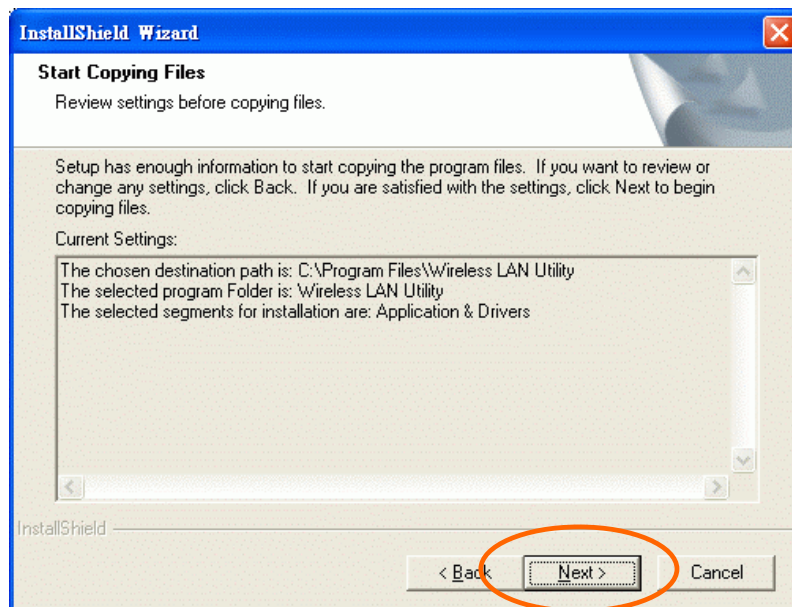 InstallShield Wizard
Start Copying Files
Review settings before copying files.
Setup has enough information to start copying the program files. If you want to review or
change any settings, click Back. If you are satisfied with the settings, click Next to begin
copying files.
Current Settings:
The chosen destination path is: C:\Program Files\Wireless LAN Utility
The selected program Folder is: Wireless LAN Utility
The selected segments for installation are: Application & Drivers
InstallShield
< Back
Next >
Cancel